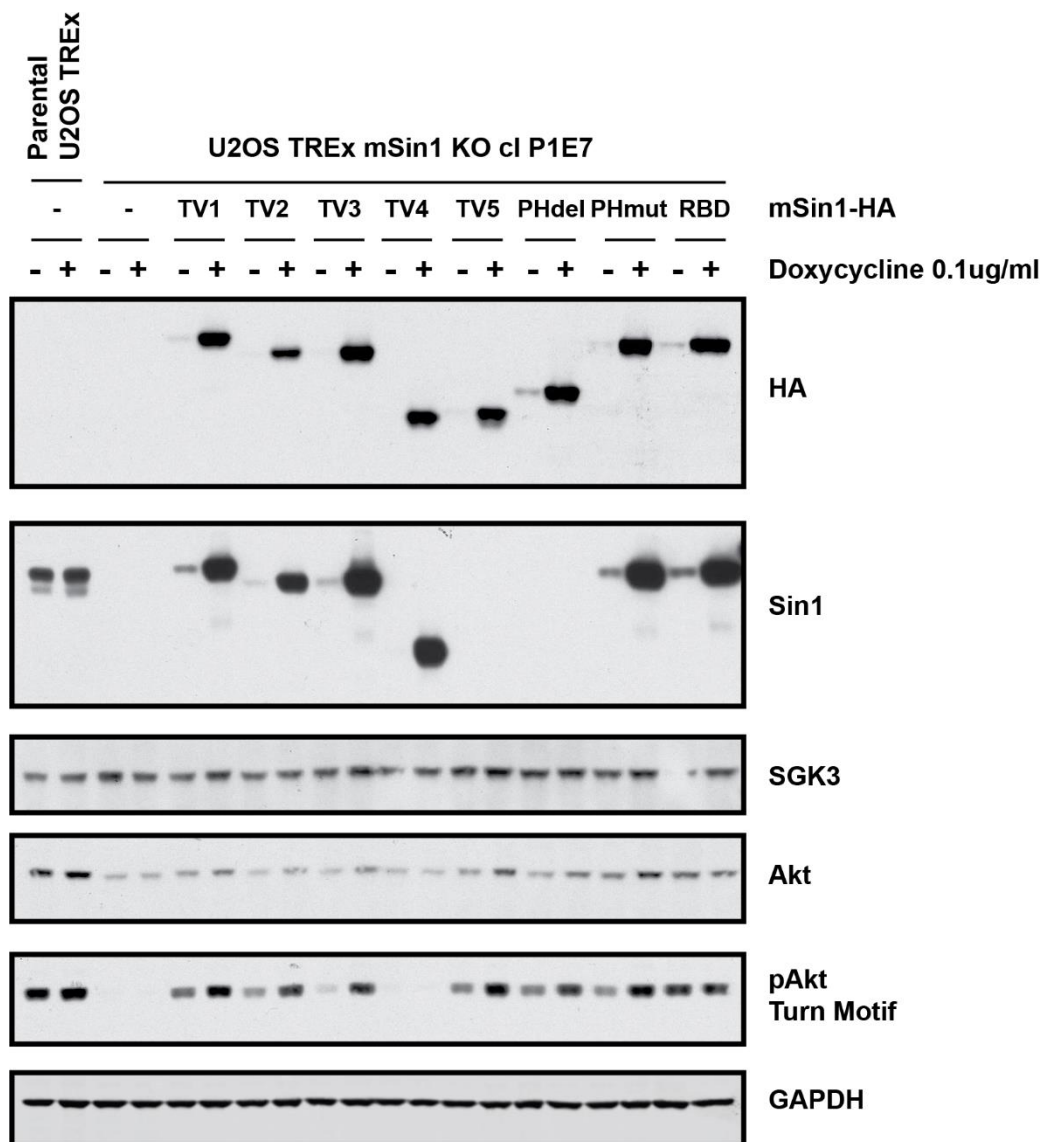 Parental
U2OS TREx
U2OS TREx mSin1 KO cl P1E7
- - TV1 TV2 TV3 TV4 TV5 PHdel PHmut RBD mSin1-HA
- + - + - + - + - + - + - + - + - + - + Doxycycline 0.1ug/ml
HA
Sin1
SGK3
Akt
pAkt
Turn Motif
GAPDH